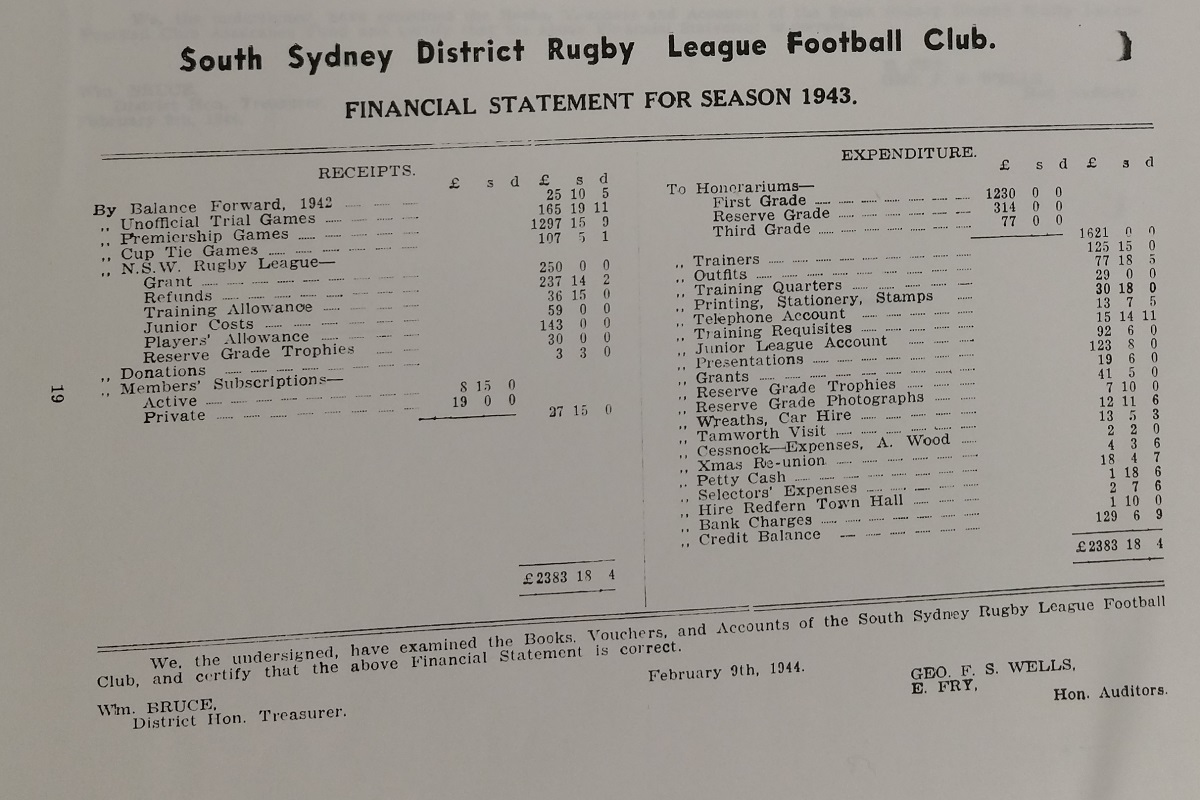 South Sydney District Rugby League Football Club.
FINANCIAL STATEMENT FOR SEASON 1943.
RECEIPTS.
£ s d £ s d
By Balance Forward, 1942 25 10 5
,, Unofficial Trial Games 165 19 11
,, Premiership Games 1297 15 9
,, Cup Tie Games 107 5 1
,, N.S.W. Rugby League—
Grant 250 0 0
Refunds 237 14 2
Training Allowance 36 15 0
Junior Costs 59 0 0
Players' Allowance 143 0 0
Reserve Grade Trophies 30 0 0
,, Donations 3 3 0
,, Members' Subscriptions—
Active 8 15 0
Private 19 0 0
27 15 0
£2383 18 4
EXPENDITURE.
£ s d £ s d
To Honorariums—
First Grade 1230 0 0
Reserve Grade 314 0 0
Third Grade 77 0 0
1621 0 0
,, Trainers 125 15 0
,, Outfits 77 18 5
,, Training Quarters 29 0 0
,, Printing, Stationery, Stamps 30 18 0
,, Telephone Account 13 7 5
,, Training Requisites 15 14 11
,, Junior League Account 92 6 0
,, Presentations 123 8 0
,, Grants 19 6 0
,, Reserve Grade Trophies 41 5 0
,, Reserve Grade Photographs 7 10 0
,, Wreaths, Car Hire 12 11 6
,, Tamworth Visit 13 5 3
,, Cessnock—Expenses, A. Wood 2 2 0
,, Xmas Re-union 4 3 6
,, Petty Cash 18 4 7
,, Selectors' Expenses 1 18 6
,, Hire Redfern Town Hall 2 7 6
,, Bank Charges 1 10 0
,, Credit Balance 129 6 9
£2383 18 4
19
We, the undersigned, have examined the Books, Vouchers, and Accounts of the South Sydney Rugby League Football
Club, and certify that the above Financial Statement is correct.
February 9th, 1944.
Wm. BRUCE,
District Hon. Treasurer.
GEO. F. S. WELLS,
E. FRY,
Hon. Auditors.